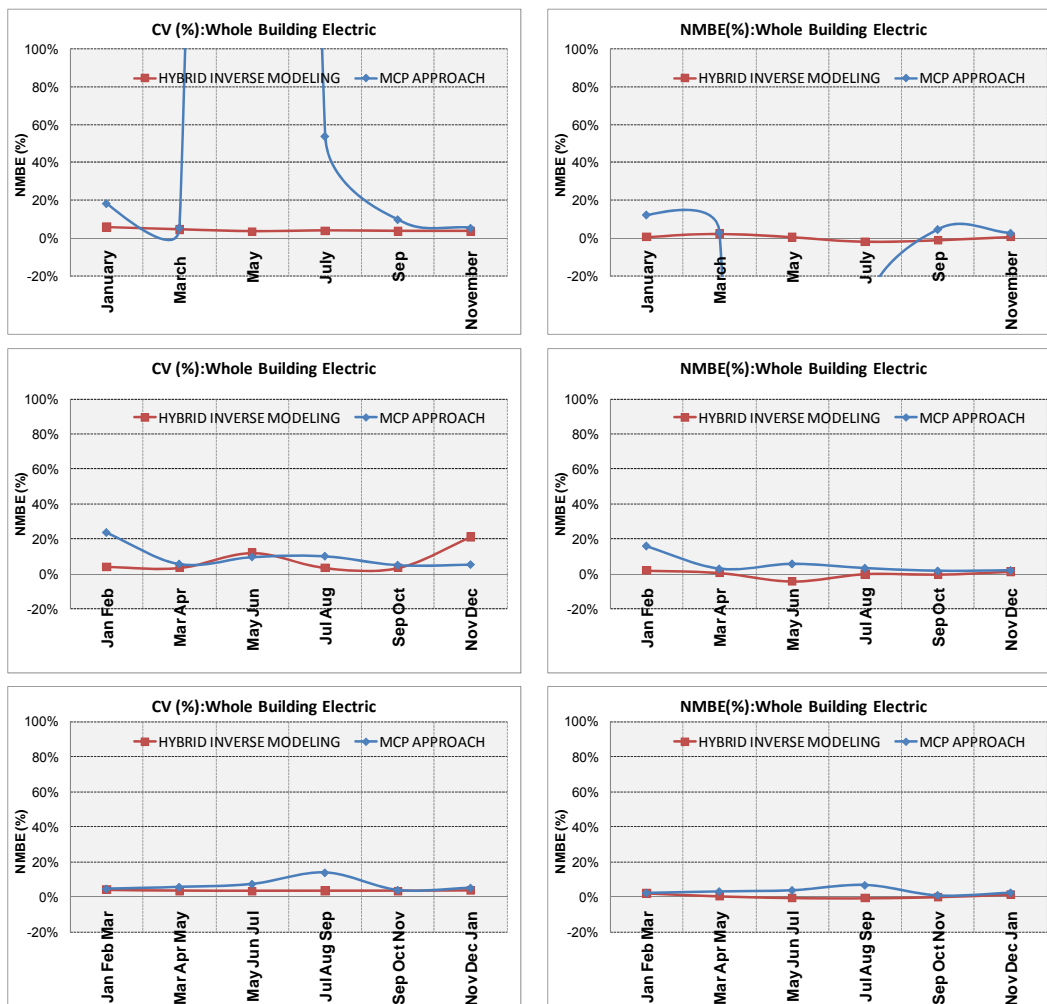 CV (%):Whole Building Electric
100%
80%
60%
40%
20%
0%
-20%
NMBE (%)
HYBRID INVERSE MODELING
MCP APPROACH
January
March
May
July
Sep
November
NMBE(%):Whole Building Electric
100%
80%
60%
40%
20%
0%
-20%
NMBE (%)
HYBRID INVERSE MODELING
MCP APPROACH
January
March
May
July
Sep
November
CV (%):Whole Building Electric
100%
80%
60%
40%
20%
0%
-20%
NMBE (%)
HYBRID INVERSE MODELING
MCP APPROACH
Jan Feb
Mar Apr
May Jun
Jul Aug
Sep Oct
Nov Dec
NMBE(%):Whole Building Electric
100%
80%
60%
40%
20%
0%
-20%
NMBE (%)
HYBRID INVERSE MODELING
MCP APPROACH
Jan Feb
Mar Apr
May Jun
Jul Aug
Sep Oct
Nov Dec
CV (%):Whole Building Electric
100%
80%
60%
40%
20%
0%
-20%
NMBE (%)
HYBRID INVERSE MODELING
MCP APPROACH
Jan Feb Mar
Mar Apr May
May Jun Jul
Jul Aug Sep
Sep Oct Nov
Nov Dec Jan
NMBE(%):Whole Building Electric
100%
80%
60%
40%
20%
0%
-20%
NMBE (%)
HYBRID INVERSE MODELING
MCP APPROACH
Jan Feb Mar
Mar Apr May
May Jun Jul
Jul Aug Sep
Sep Oct Nov
Nov Dec Jan